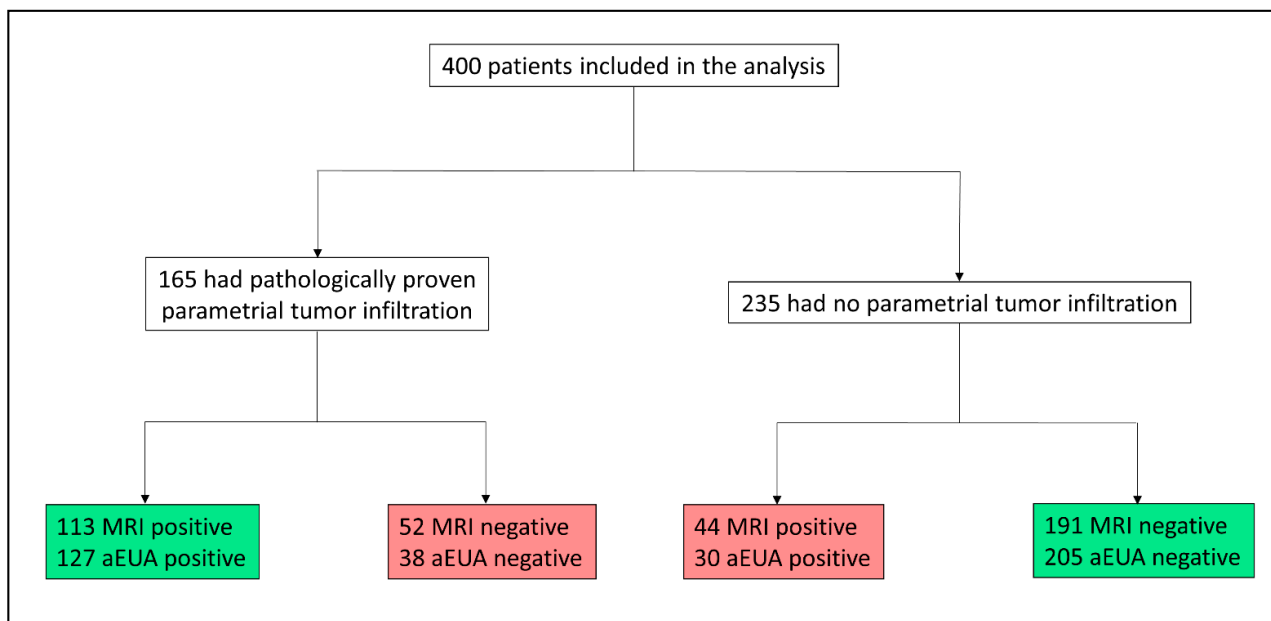 400 patients included in the analysis
165 had pathologically proven
parametrial tumor infiltration
235 had no parametrial tumor infiltration
113 MRI positive
127 aEUA positive
52 MRI negative
38 aEUA negative
44 MRI positive
30 aEUA positive
191 MRI negative
205 aEUA negative